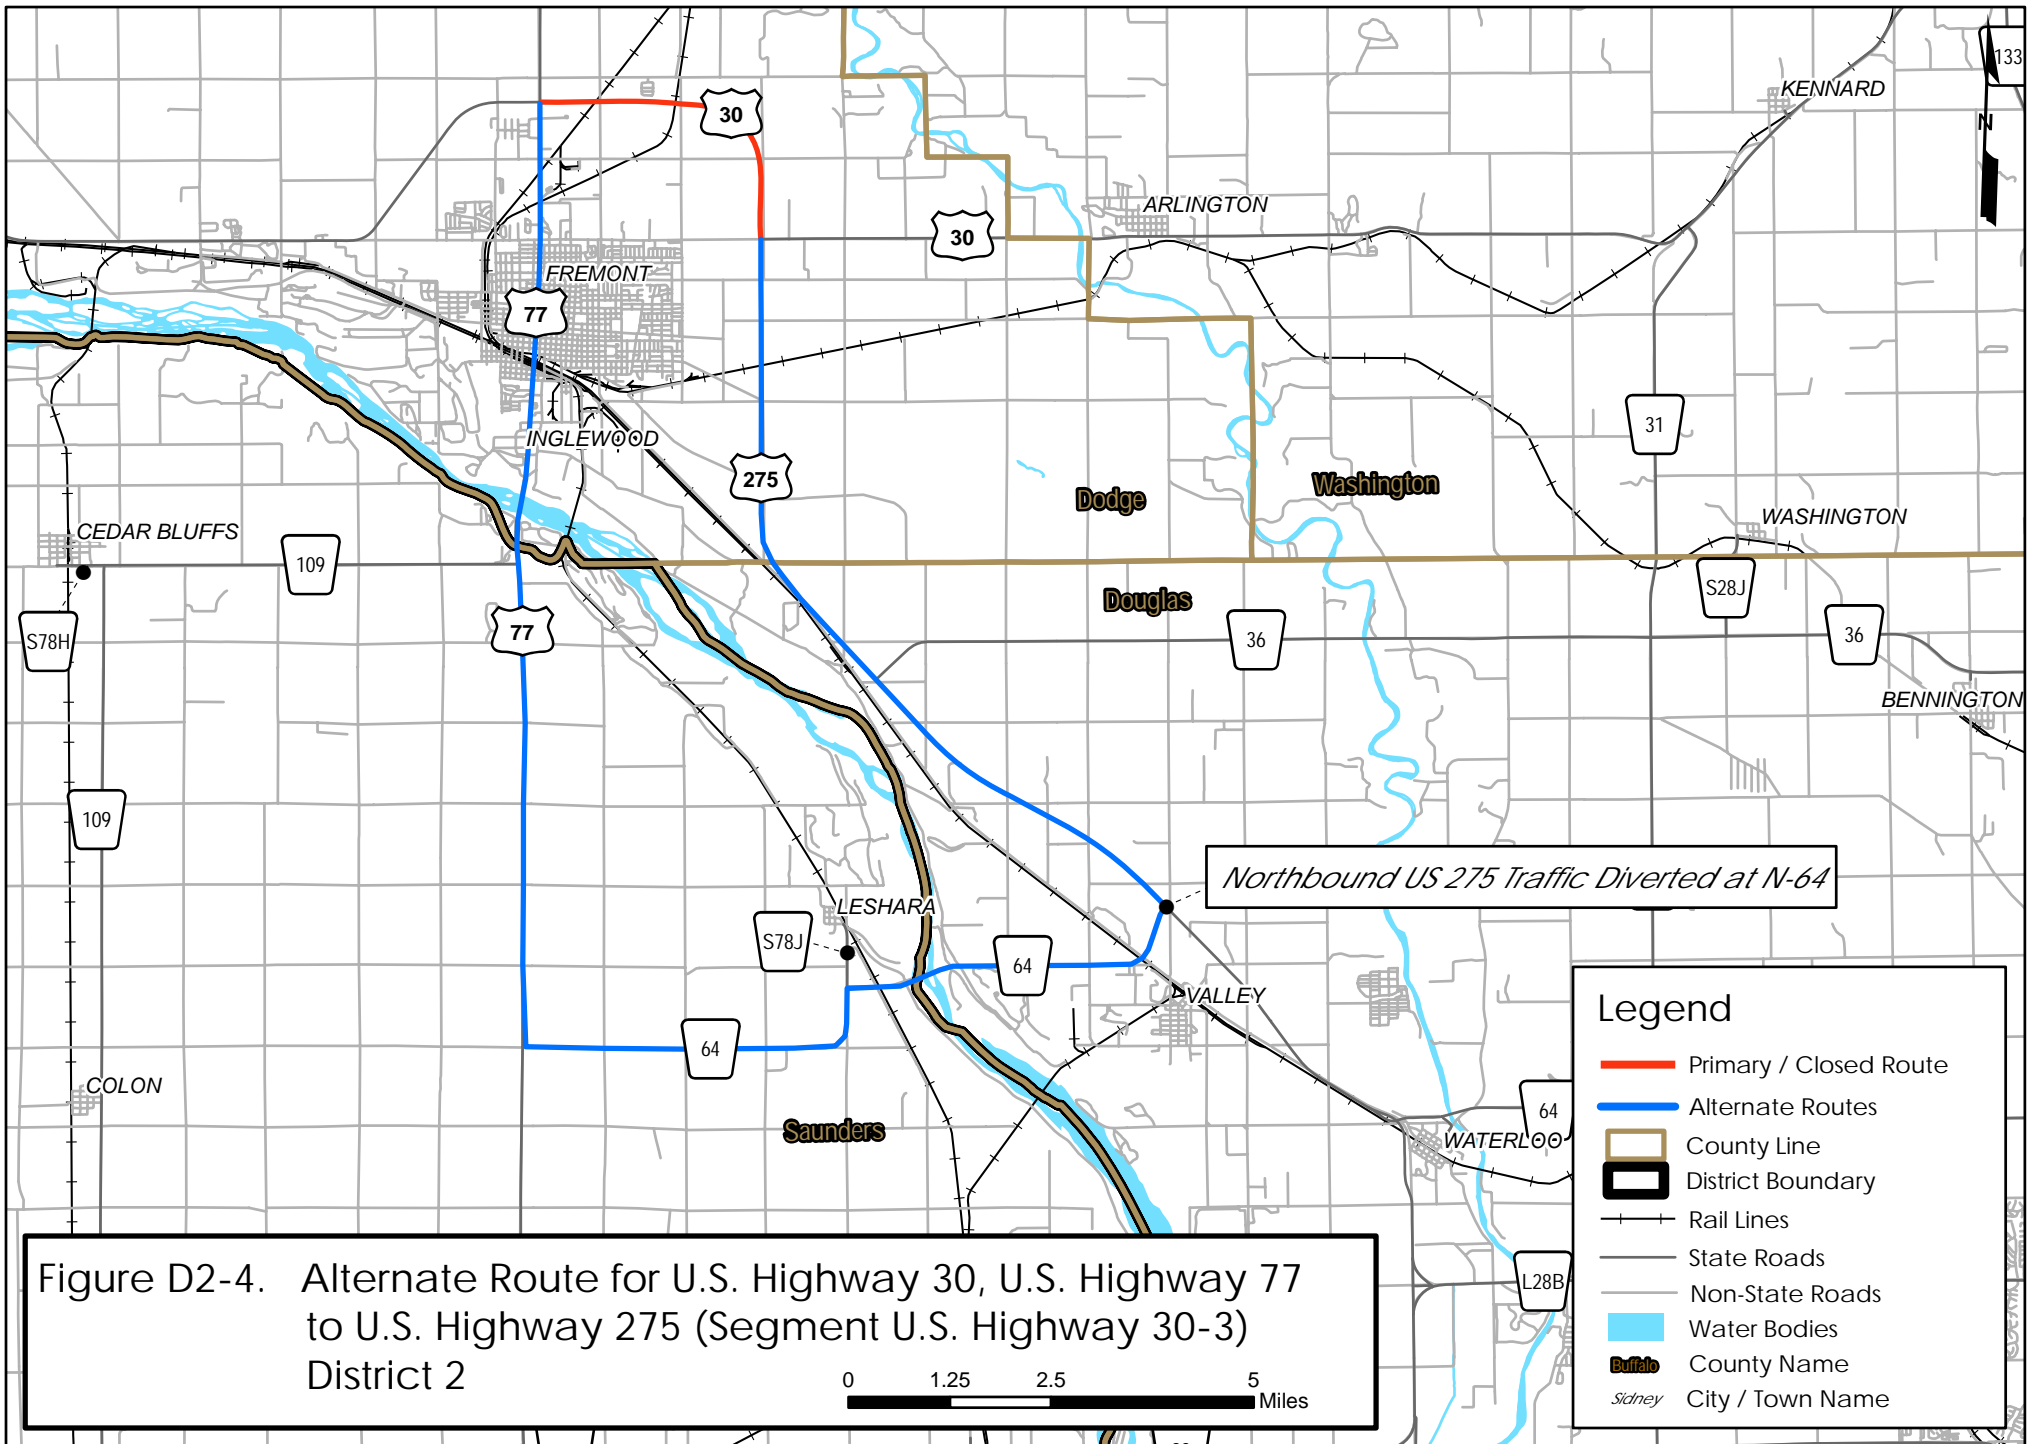 133
KENNARD
N
30
ARLINGTON
30
FREMONT
77
31
INGLEWOOD
275
Dodge
Washington
WASHINGTON
CEDAR BLUFFS
109
S28J
Douglas
S78H
77
36
36
BENNINGTON
109
Northbound US 275 Traffic Diverted at N-64
LESHARA
S78J
64
VALLEY
64
COLON
Saunders
64
WATERLOO
L28B
Legend
Primary / Closed Route
Alternate Routes
County Line
District Boundary
Rail Lines
State Roads
Non-State Roads
Water Bodies
Buffalo County Name
Sidney City / Town Name
Figure D2-4. Alternate Route for U.S. Highway 30, U.S. Highway 77
to U.S. Highway 275 (Segment U.S. Highway 30-3)
District 2
0 1.25 2.5 5
Miles